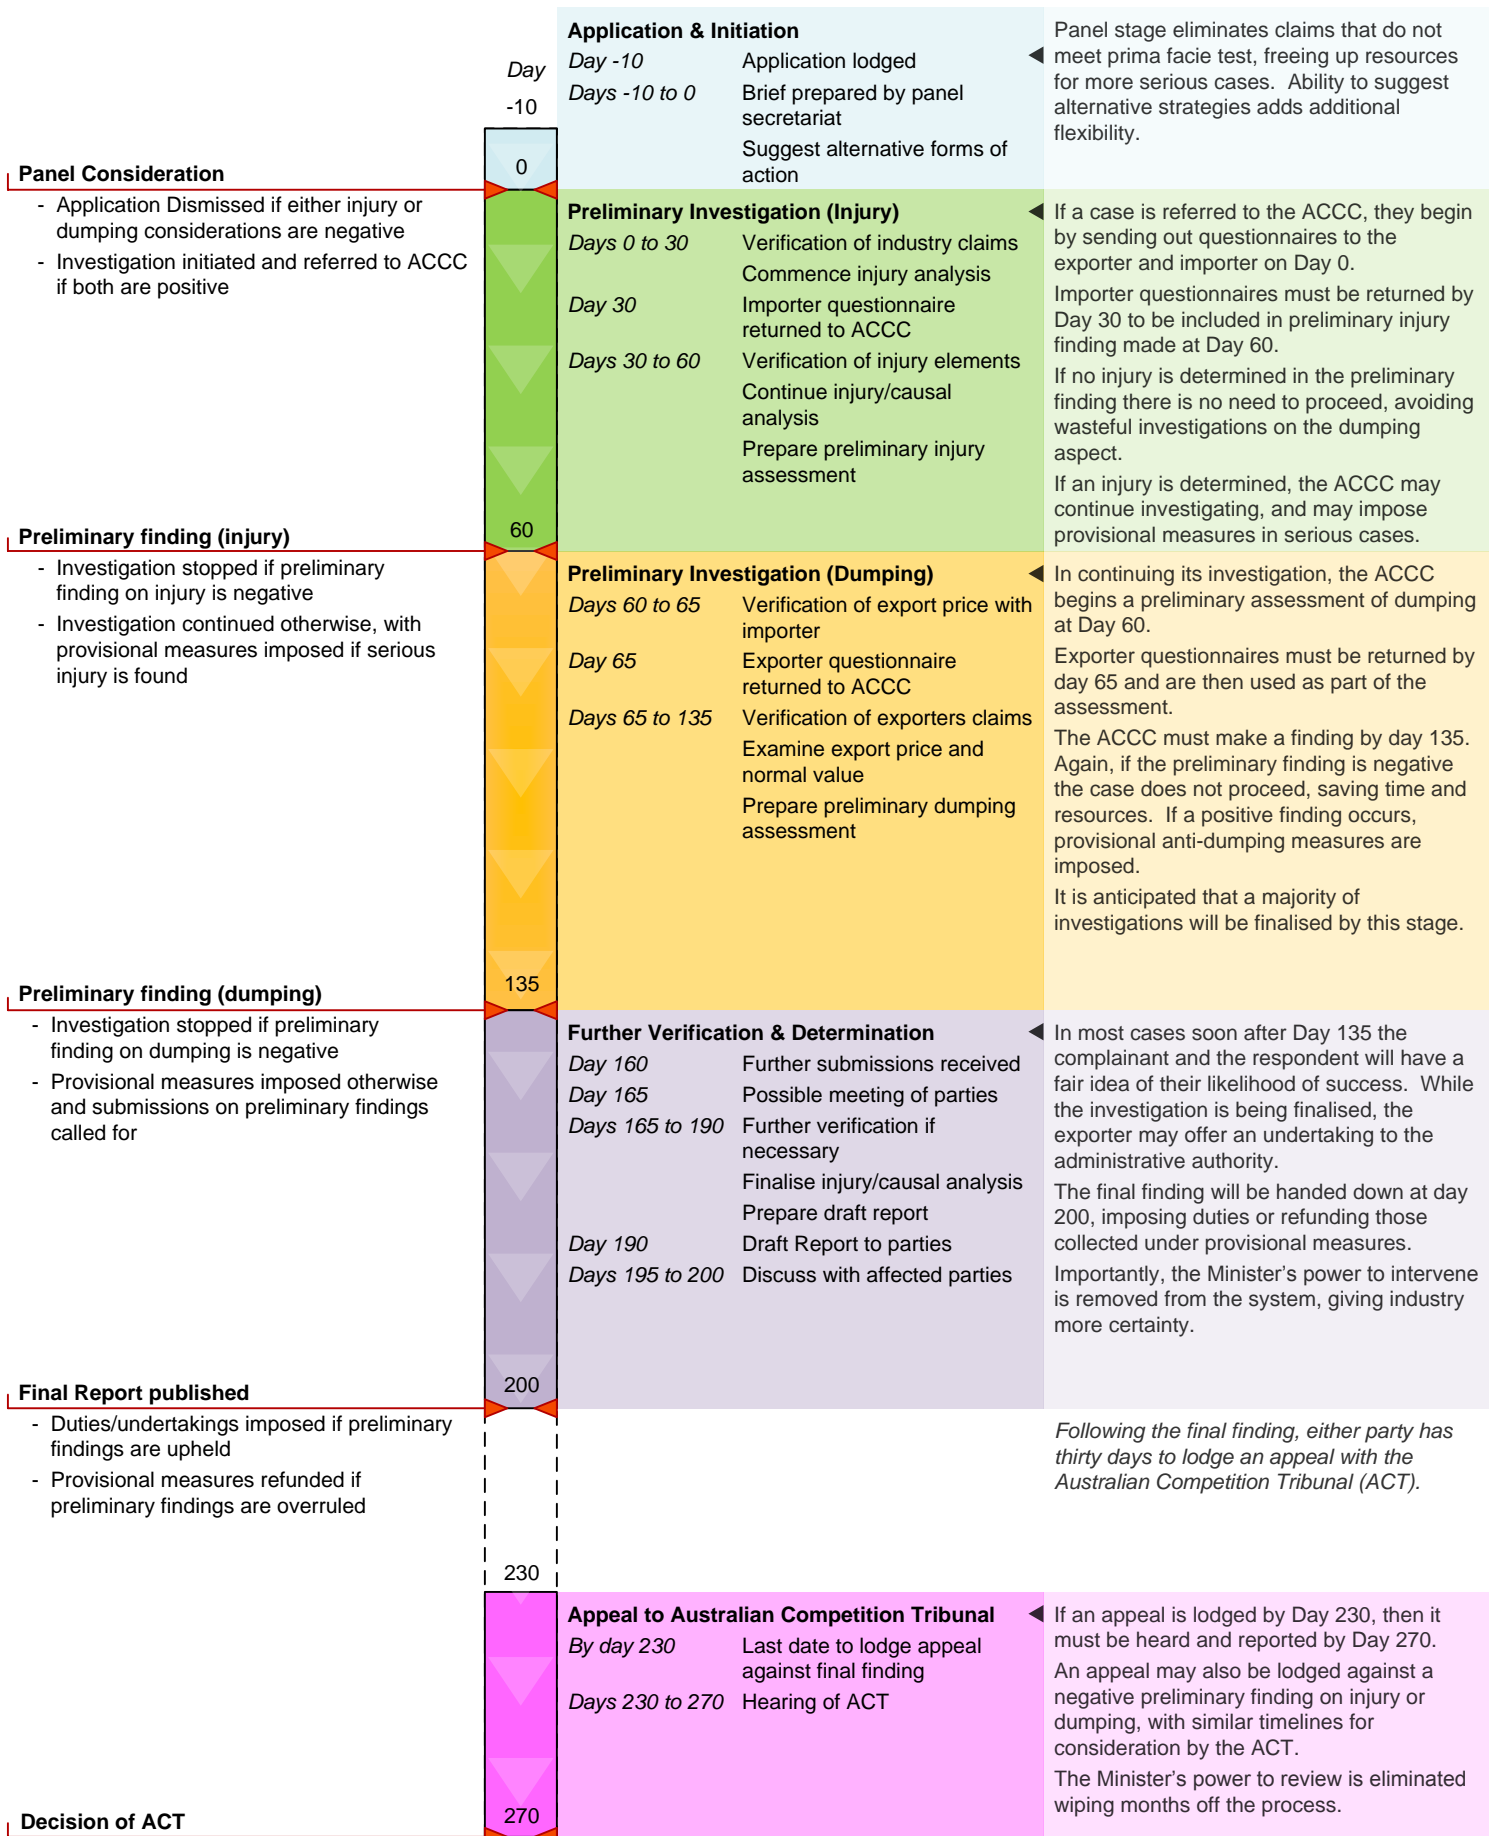 Day
-10
0
Panel Consideration
- Application Dismissed if either injury or
dumping considerations are negative
- Investigation initiated and referred to ACCC
if both are positive
60
Preliminary finding (injury)
- Investigation stopped if preliminary
finding on injury is negative
- Investigation continued otherwise, with
provisional measures imposed if serious
injury is found
135
Preliminary finding (dumping)
- Investigation stopped if preliminary
finding on dumping is negative
- Provisional measures imposed otherwise
and submissions on preliminary findings
called for
200
Final Report published
- Duties/undertakings imposed if preliminary
findings are upheld
- Provisional measures refunded if
preliminary findings are overruled
230
270
Decision of ACT
Application & Initiation
Day -10 Application lodged
Days -10 to 0 Brief prepared by panel
secretariat
Suggest alternative forms of
action
Panel stage eliminates claims that do not
meet prima facie test, freeing up resources
for more serious cases.  Ability to suggest
alternative strategies adds additional
flexibility.
Preliminary Investigation (Injury)
Days 0 to 30 Verification of industry claims
Commence injury analysis
Day 30 Importer questionnaire
returned to ACCC
Days 30 to 60 Verification of injury elements
Continue injury/causal
analysis
Prepare preliminary injury
assessment
If a case is referred to the ACCC, they begin
by sending out questionnaires to the
exporter and importer on Day 0.
Importer questionnaires must be returned by
Day 30 to be included in preliminary injury
finding made at Day 60.
If no injury is determined in the preliminary
finding there is no need to proceed, avoiding
wasteful investigations on the dumping
aspect.
If an injury is determined, the ACCC may
continue investigating, and may impose
provisional measures in serious cases.
Preliminary Investigation (Dumping)
Days 60 to 65 Verification of export price with
importer
Day 65 Exporter questionnaire
returned to ACCC
Days 65 to 135 Verification of exporters claims
Examine export price and
normal value
Prepare preliminary dumping
assessment
In continuing its investigation, the ACCC
begins a preliminary assessment of dumping
at Day 60.
Exporter questionnaires must be returned by
day 65 and are then used as part of the
assessment.
The ACCC must make a finding by day 135.
Again, if the preliminary finding is negative
the case does not proceed, saving time and
resources.  If a positive finding occurs,
provisional anti-dumping measures are
imposed.
It is anticipated that a majority of
investigations will be finalised by this stage.
Further Verification & Determination
Day 160 Further submissions received
Day 165 Possible meeting of parties
Days 165 to 190 Further verification if
necessary
Finalise injury/causal analysis
Prepare draft report
Day 190 Draft Report to parties
Days 195 to 200 Discuss with affected parties
In most cases soon after Day 135 the
complainant and the respondent will have a
fair idea of their likelihood of success.  While
the investigation is being finalised, the
exporter may offer an undertaking to the
administrative authority.
The final finding will be handed down at day
200, imposing duties or refunding those
collected under provisional measures.
Importantly, the Minister's power to intervene
is removed from the system, giving industry
more certainty.
Following the final finding, either party has
thirty days to lodge an appeal with the
Australian Competition Tribunal (ACT).
Appeal to Australian Competition Tribunal
By day 230 Last date to lodge appeal
against final finding
Days 230 to 270 Hearing of ACT
If an appeal is lodged by Day 230, then it
must be heard and reported by Day 270.
An appeal may also be lodged against a
negative preliminary finding on injury or
dumping, with similar timelines for
consideration by the ACT.
The Minister's power to review is eliminated
wiping months off the process.